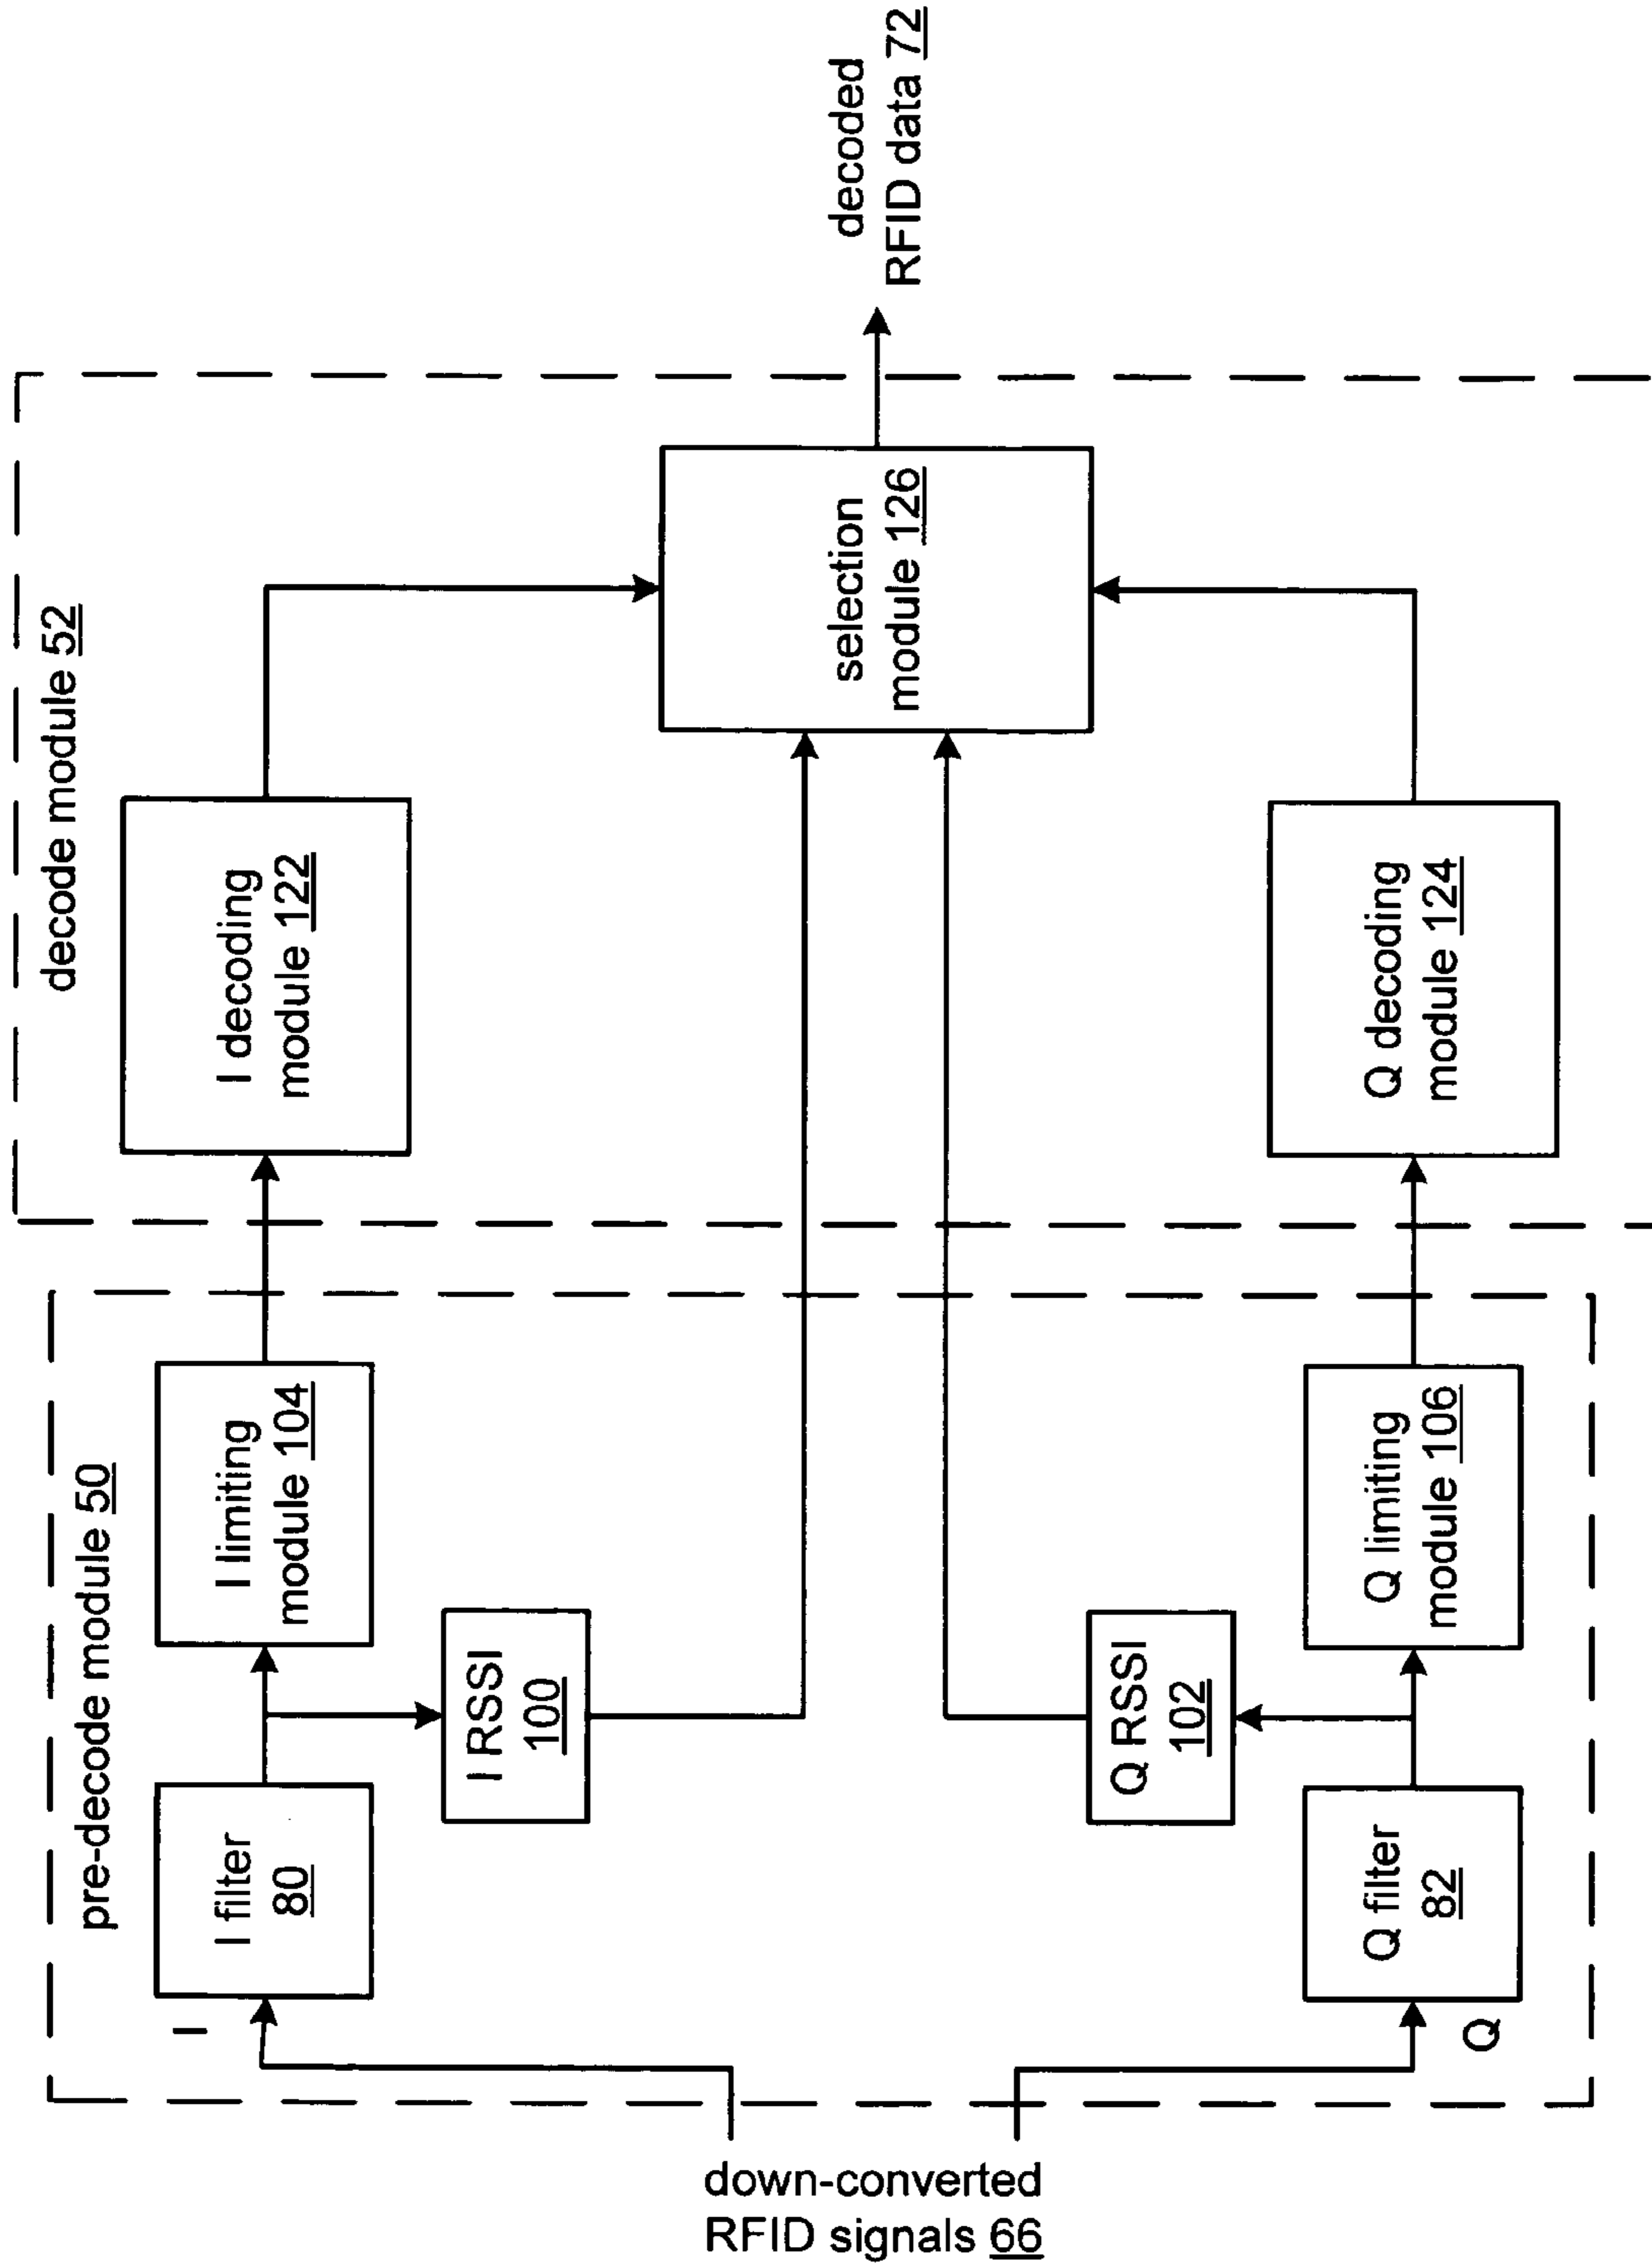 pre-decode module 50
decode module 52
I
I filter
80
I limiting
module 104
I decoding
module 122
I RSSI
100
down-converted
RFID signals 66
selection
module 126
decoded
RFID data 72
Q RSSI
102
Q
Q filter
82
Q limiting
module 106
Q decoding
module 124